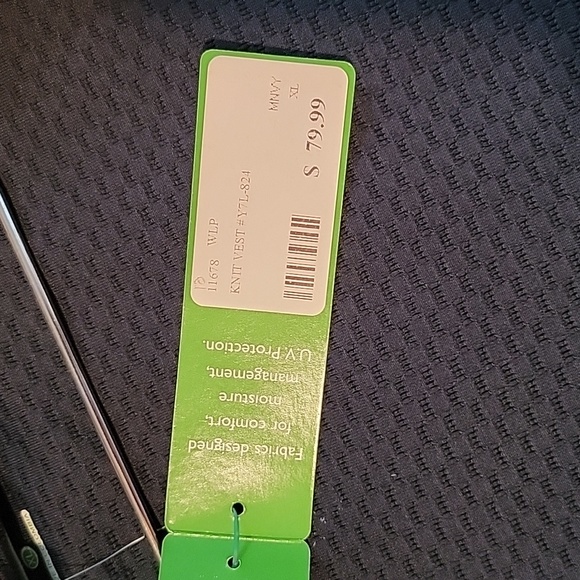 11678 WLP
KNIT VEST #Y7L-824
MNVY
XL
$ 79.99
Fabrics designed
for comfort,
moisture
management,
U.V. Protection.